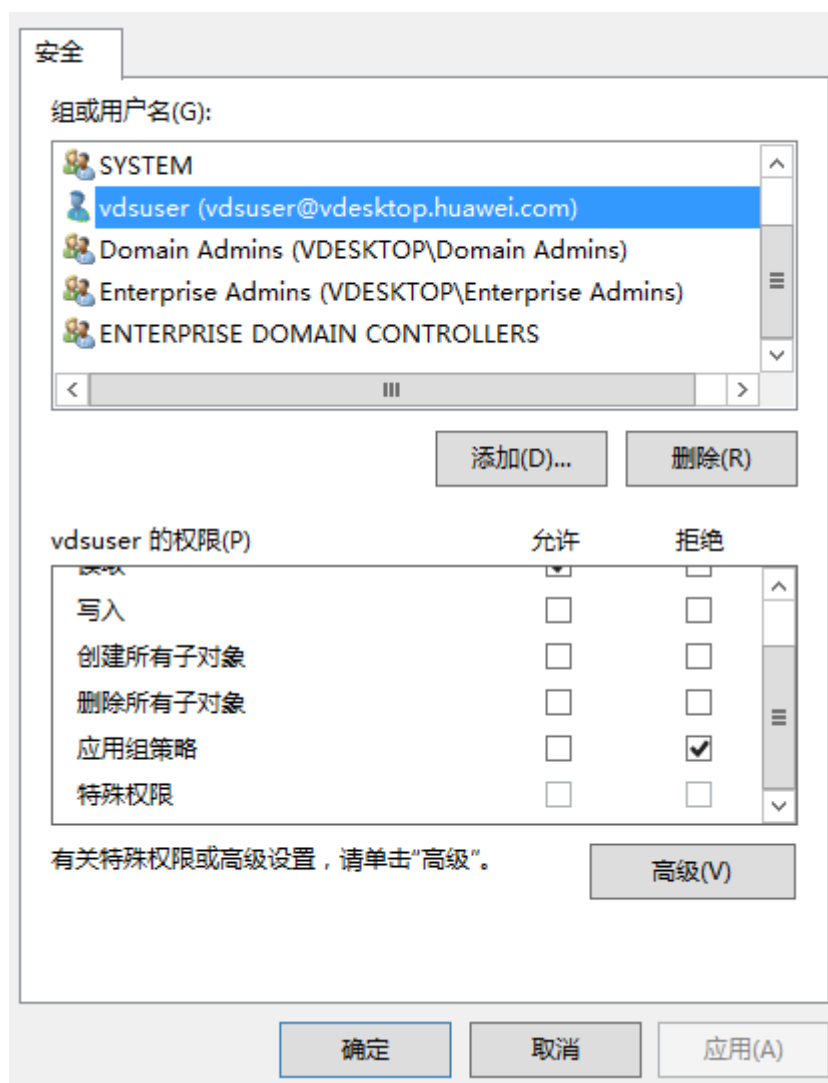 安全
组或用户名(G):
SYSTEM
vdsuser (vdsuser@vdesktop.huawei.com)
Domain Admins (VDESKTOP\Domain Admins)
Enterprise Admins (VDESKTOP\Enterprise Admins)
ENTERPRISE DOMAIN CONTROLLERS
添加(D)... 删除(R)
vdsuser 的权限(P) 允许 拒绝
读取
写入
创建所有子对象
删除所有子对象
应用组策略
特殊权限
有关特殊权限或高级设置，请单击“高级”。 高级(V)
确定 取消 应用(A)